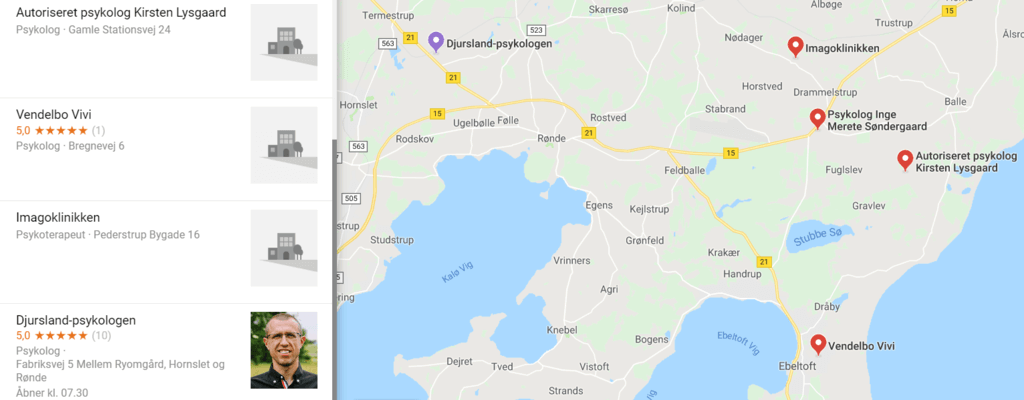 Autoriseret psykolog Kirsten Lysgaard
Psykolog · Gamle Stationsvej 24
Vendelbo Vivi
5,0 ★★★★★ (1)
Psykolog · Bregnevej 6
Imagoklinikken
Psykoterapeut · Pederstrup Bygade 16
Djursland-psykologen
5,0 ★★★★★ (10)
Psykolog ·
Fabriksvej 5 Mellem Ryomgård, Hornslet og
Rønde
Åbner kl. 07.30
Termestrup
Skarresø
Kolind
Albøge
Trustrup
15
523
21
563
Djursland-psykologen
Nødager
Imagoklinikken
Ålsrø
21
21
Horstved
Drammelstrup
Hornslet
15
Ugelbølle
Følle
Rostved
Stabrand
Balle
Psykolog Inge
Merete Søndergaard
Rodskov
21
Rønde
563
15
Autoriseret psykolog
Kirsten Lysgaard
Feldballe
Fuglslev
505
Egens
Kejlstrup
Gravlev
strup
Studstrup
Grønfeld
Stubbe Sø
Krakær
Vrinners
21
Kalø Vig
Handrup
Agri
ering
Dråby
Knebel
Bogens
Ebeltoft Vig
Vendelbo Vivi
Dejret
Tved
Vistoft
Ebeltoft
Strands